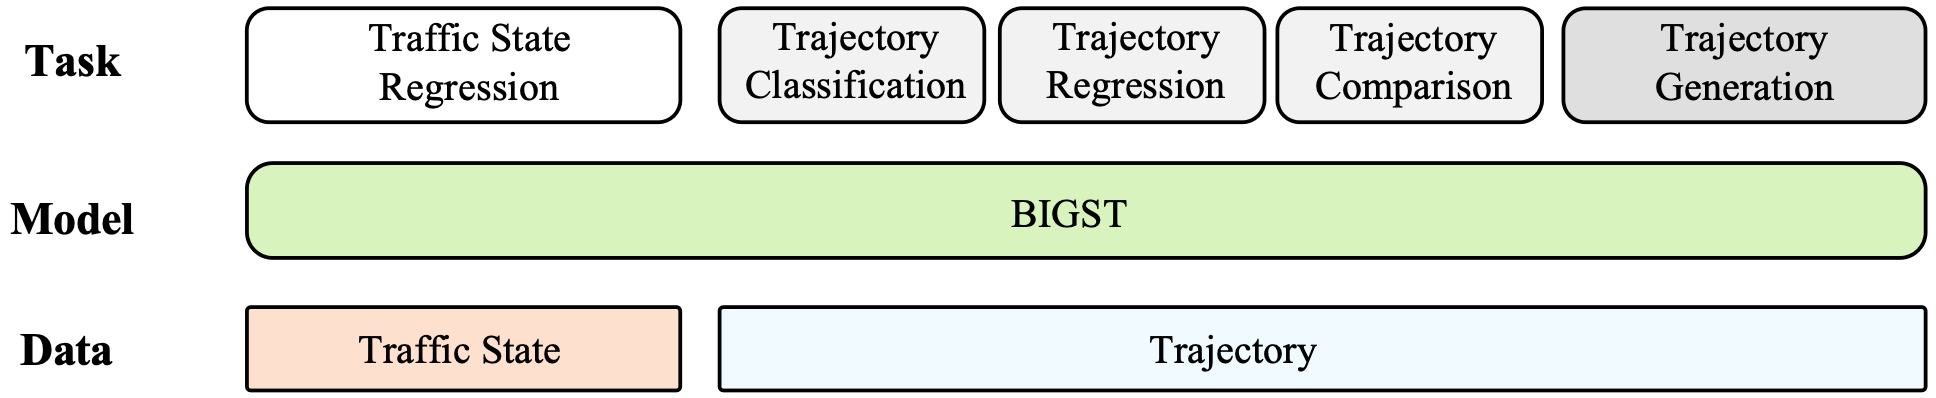 Task
Traffic State
Regression
Trajectory
Classification
Trajectory
Regression
Trajectory
Comparison
Trajectory
Generation
Model
BIGST
Data
Traffic State
Trajectory